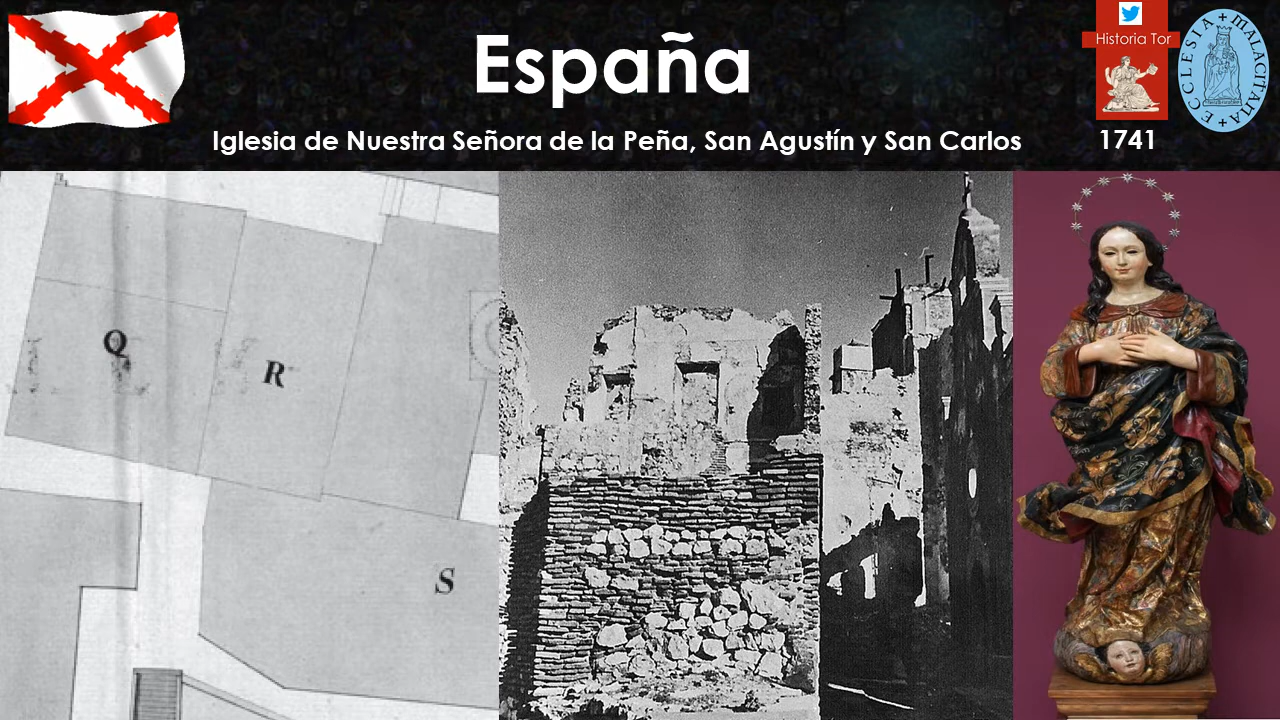 España
Historia Tor
ECCLESIA MALACITANA
Iglesia de Nuestra Señora de la Peña, San Agustín y San Carlos
1741
Q
R
S